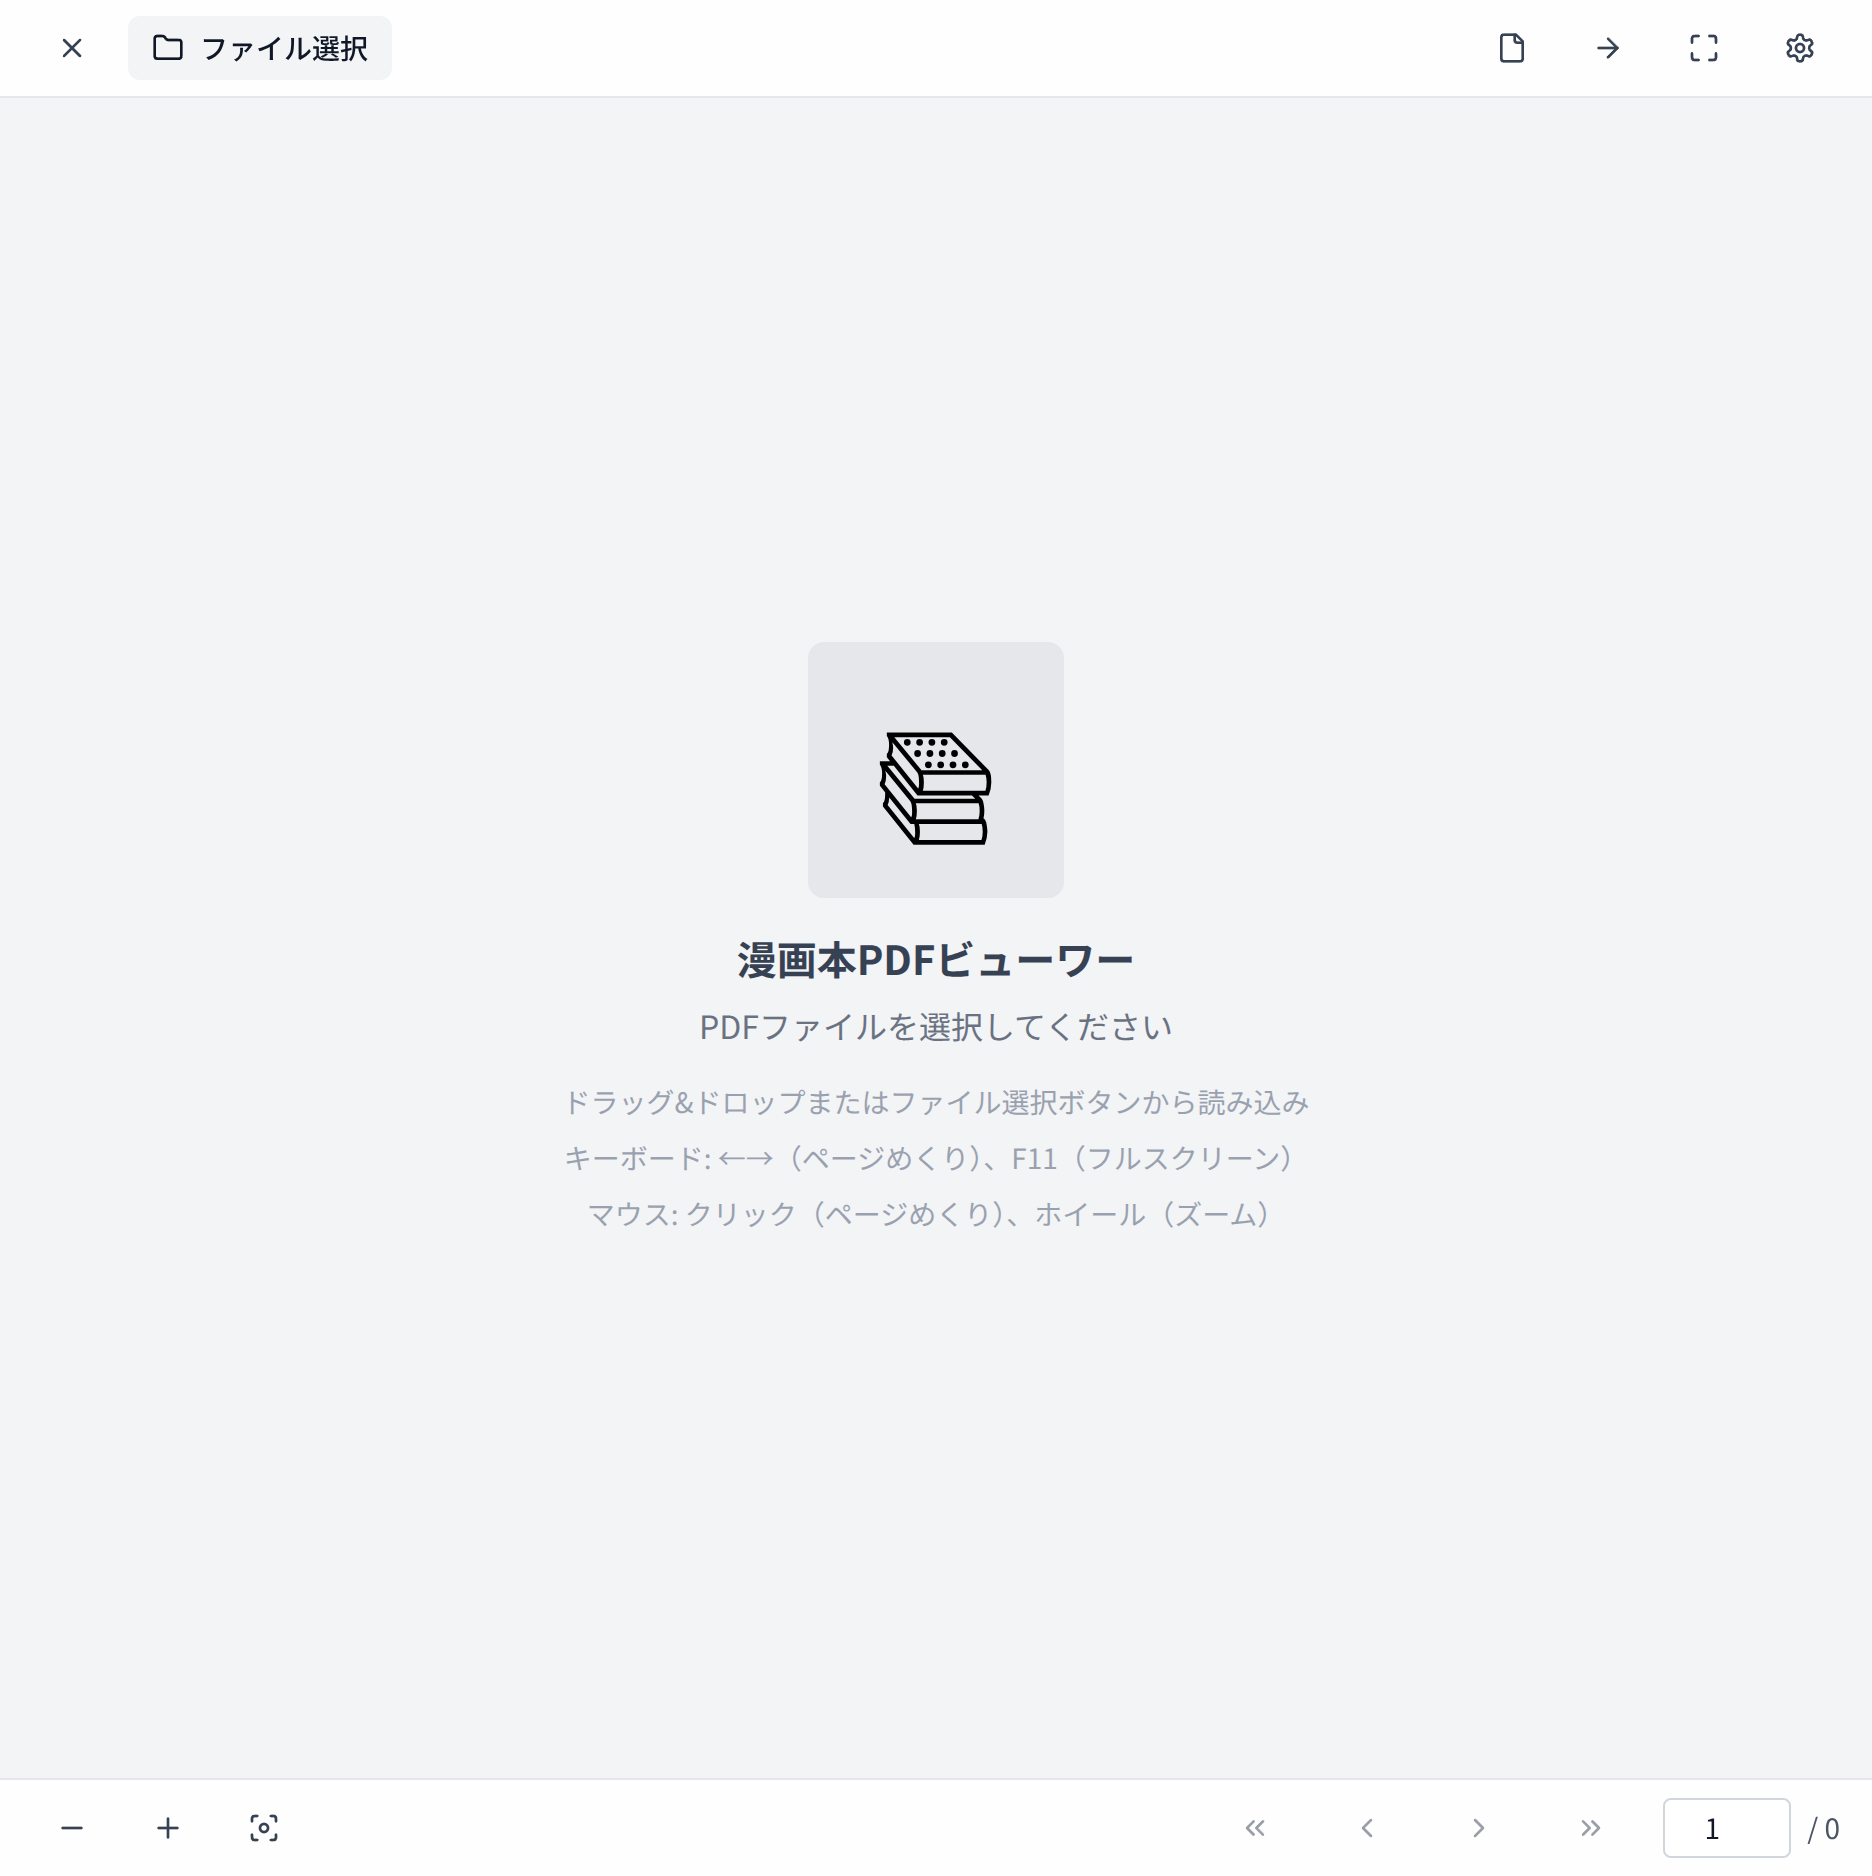 ファイル選択
漫画本PDFビューワー
PDFファイルを選択してください
ドラッグ&ドロップまたはファイル選択ボタンから読み込み
キーボード: ←→（ページめくり）、F11（フルスクリーン）
マウス: クリック（ページめくり）、ホイール（ズーム）
1 / 0